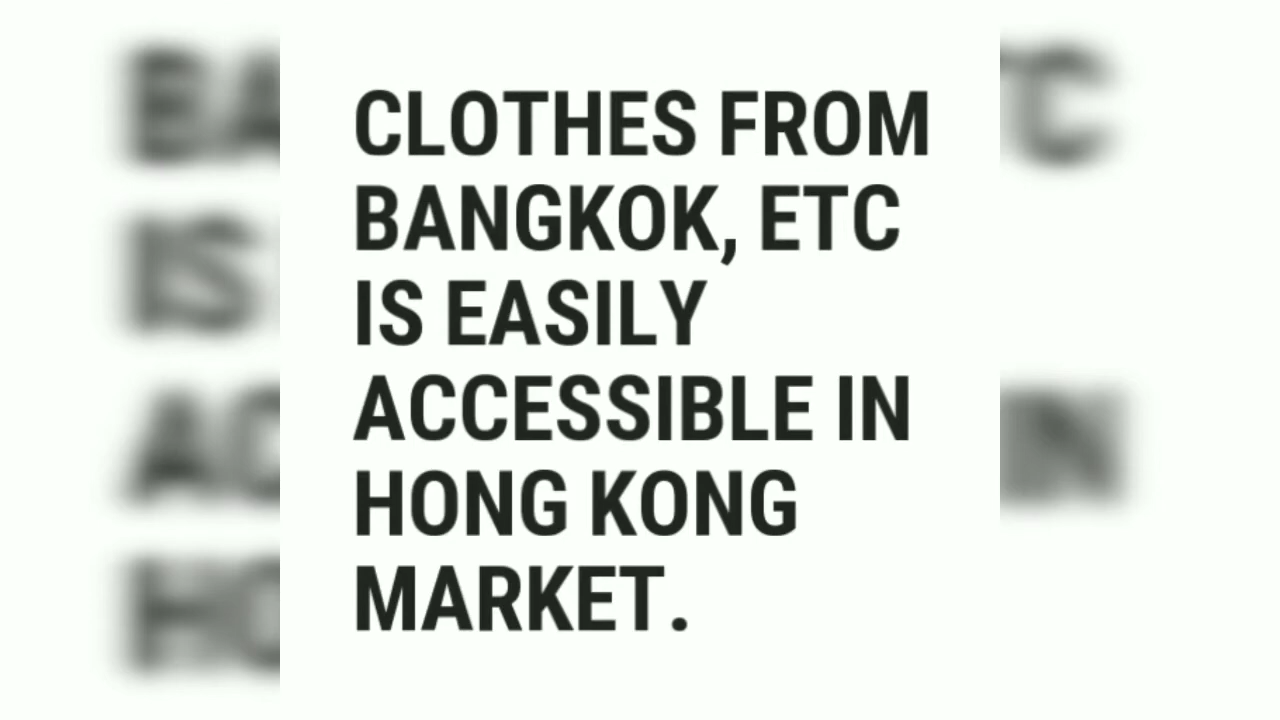 CLOTHES FROM
BANGKOK, ETC
IS EASILY
ACCESSIBLE IN
HONG KONG
MARKET.